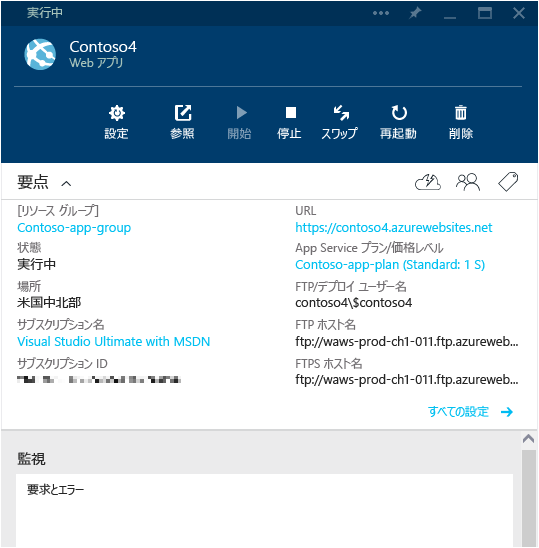 実行中
Contoso4
Web アプリ
設定 参照 開始 停止 スワップ 再起動 削除
要点
[リソース グループ] URL
Contoso-app-group https://contoso4.azurewebsites.net
状態 App Service プラン/価格レベル
実行中 Contoso-app-plan (Standard: 1 S)
場所 FTP/デプロイ ユーザー名
米国中北部 contoso4\$contoso4
サブスクリプション名 FTP ホスト名
Visual Studio Ultimate with MSDN ftp://waws-prod-ch1-011.ftp.azureweb...
サブスクリプション ID FTPS ホスト名
ftp://waws-prod-ch1-011.ftp.azureweb...
すべての設定 →
監視
要求とエラー